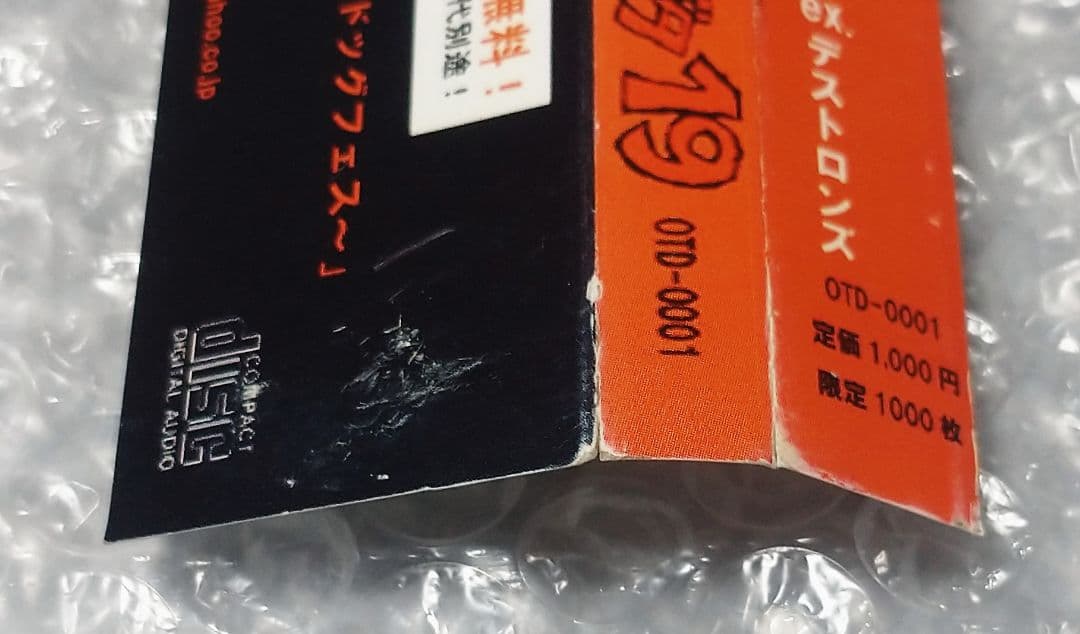 hoo.co.jp
ドッグフェス～」
無料！
代別途！
COMPACT
disc
DIGITAL AUDIO
19
OTD-0001
ex.デストロンズ
OTD-0001
定価 1,000 円
限定 1000 枚